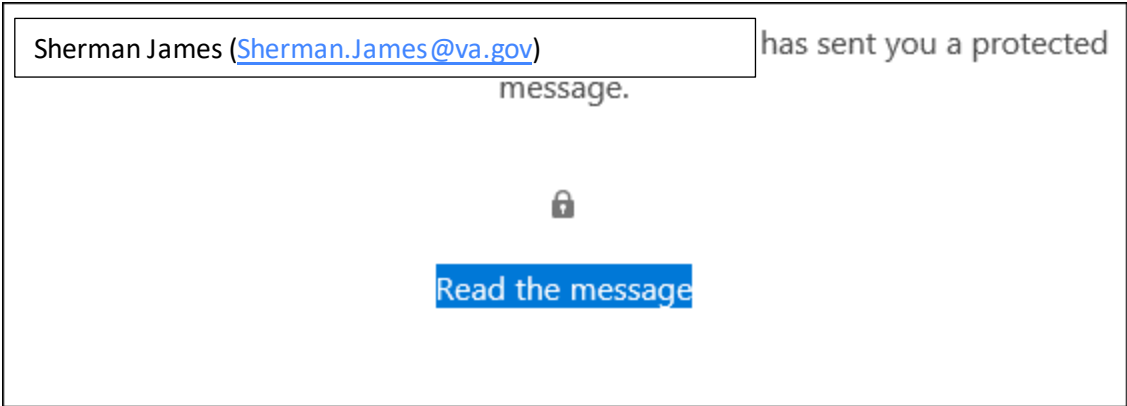 Sherman James (Sherman.James@va.gov) has sent you a protected
message.
Read the message